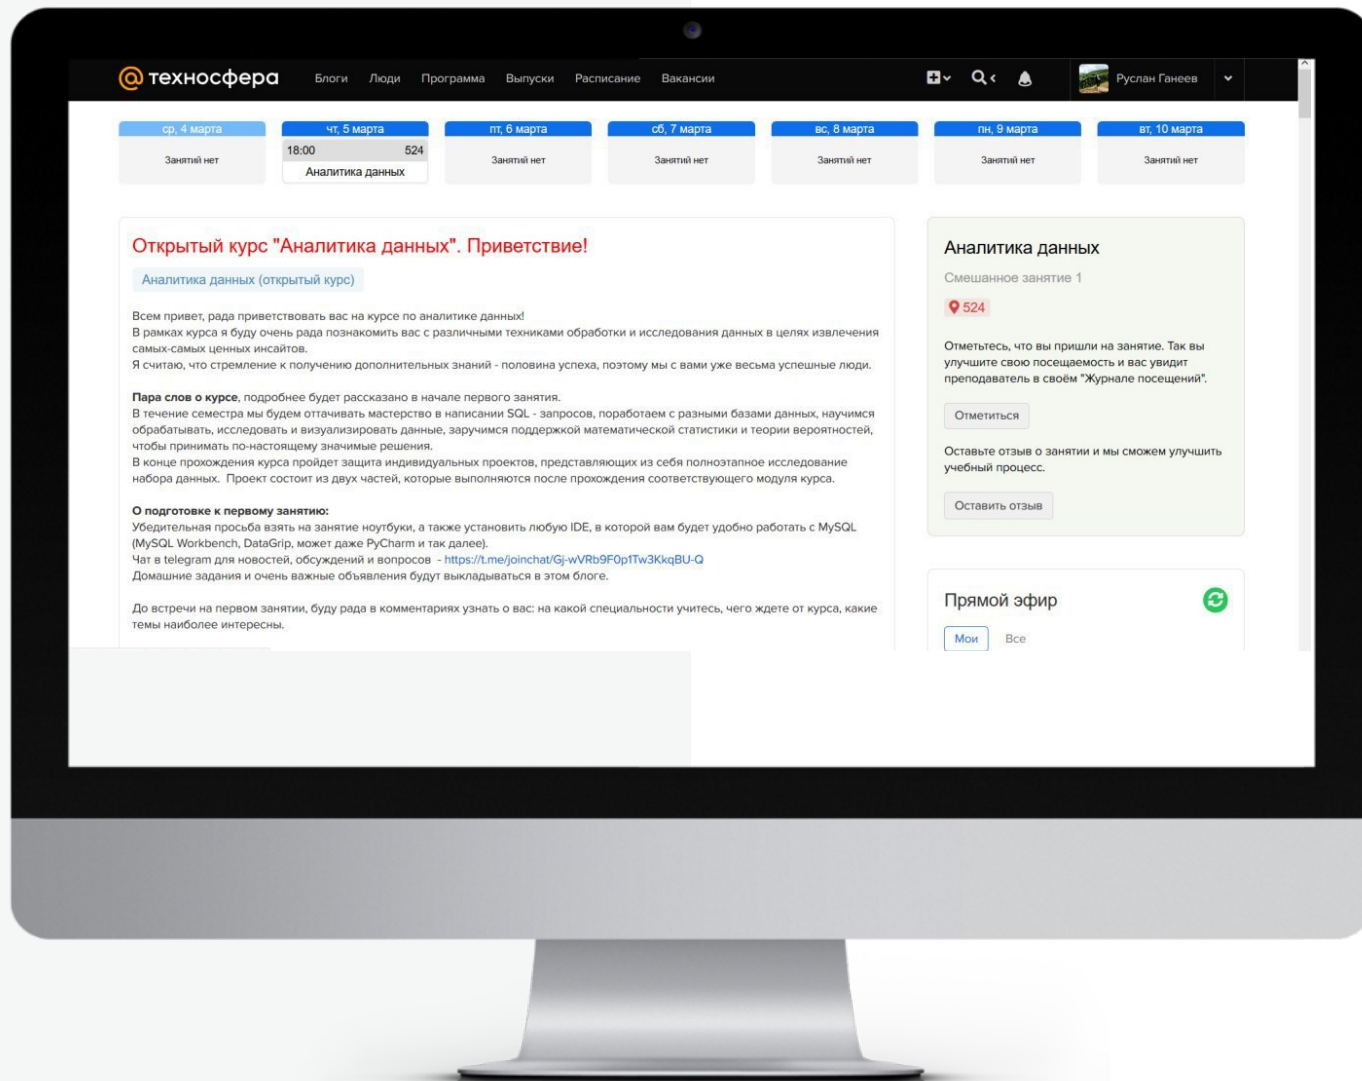 техносфера Блоги Люди Программа Выпуски Расписание Вакансии Руслан Ганеев
ср, 4 марта чт, 5 марта пт, 6 марта сб, 7 марта вс, 8 марта пн, 9 марта вт, 10 марта
Занятий нет 18:00 524 Занятий нет Занятий нет Занятий нет Занятий нет Занятий нет
Аналитика данных
Открытый курс "Аналитика данных". Приветствие!
Аналитика данных (открытый курс)
Всем привет, рада приветствовать вас на курсе по аналитике данных!
В рамках курса я буду очень рада познакомить вас с различными техниками обработки и исследования данных в целях извлечения
самых-самых ценных инсайтов.
Я считаю, что стремление к получению дополнительных знаний - половина успеха, поэтому мы с вами уже весьма успешные люди.
Пара слов о курсе, подробнее будет рассказано в начале первого занятия.
В течение семестра мы будем оттачивать мастерство в написании SQL - запросов, поработаем с разными базами данных, научимся
обрабатывать, исследовать и визуализировать данные, заручимся поддержкой математической статистики и теории вероятностей,
чтобы принимать по-настоящему значимые решения.
В конце прохождения курса пройдет защита индивидуальных проектов, представляющих из себя полноэтапное исследование
набора данных. Проект состоит из двух частей, которые выполняются после прохождения соответствующего модуля курса.
О подготовке к первому занятию:
Убедительная просьба взять на занятие ноутбуки, а также установить любую IDE, в которой вам будет удобно работать с MySQL
(MySQL Workbench, DataGrip, может даже PyCharm и так далее).
Чат в telegram для новостей, обсуждений и вопросов - https://t.me/joinchat/Gj-wVRb9F0p1Tw3KkqBU-Q
Домашние задания и очень важные объявления будут выкладываться в этом блоге.
До встречи на первом занятии, буду рада в комментариях узнать о вас: на какой специальности учитесь, чего ждете от курса, какие
темы наиболее интересны.
Аналитика данных
Смешанное занятие 1
524
Отметьтесь, что вы пришли на занятие. Так вы
улучшите свою посещаемость и вас увидит
преподаватель в своём "Журнале посещений".
Отметиться
Оставьте отзыв о занятии и мы сможем улучшить
учебный процесс.
Оставить отзыв
Прямой эфир
Мои Все